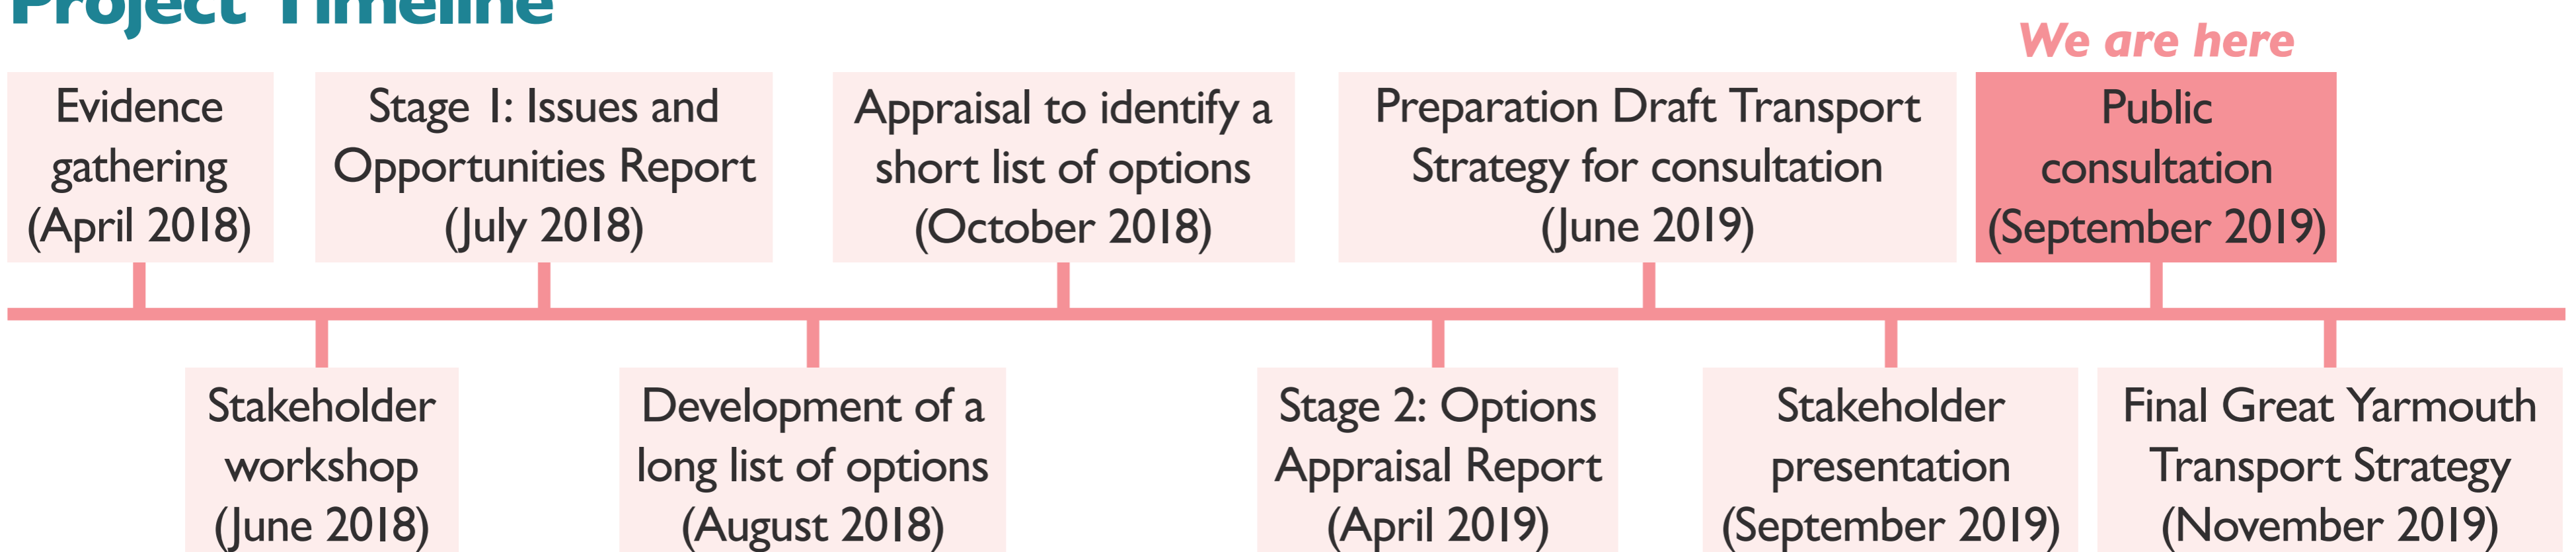 Project Timeline
We are here
Evidence
gathering
(April 2018)
Stage 1: Issues and
Opportunities Report
(July 2018)
Appraisal to identify a
short list of options
(October 2018)
Preparation Draft Transport
Strategy for consultation
(June 2019)
Public
consultation
(September 2019)
Stakeholder
workshop
(June 2018)
Development of a
long list of options
(August 2018)
Stage 2: Options
Appraisal Report
(April 2019)
Stakeholder
presentation
(September 2019)
Final Great Yarmouth
Transport Strategy
(November 2019)